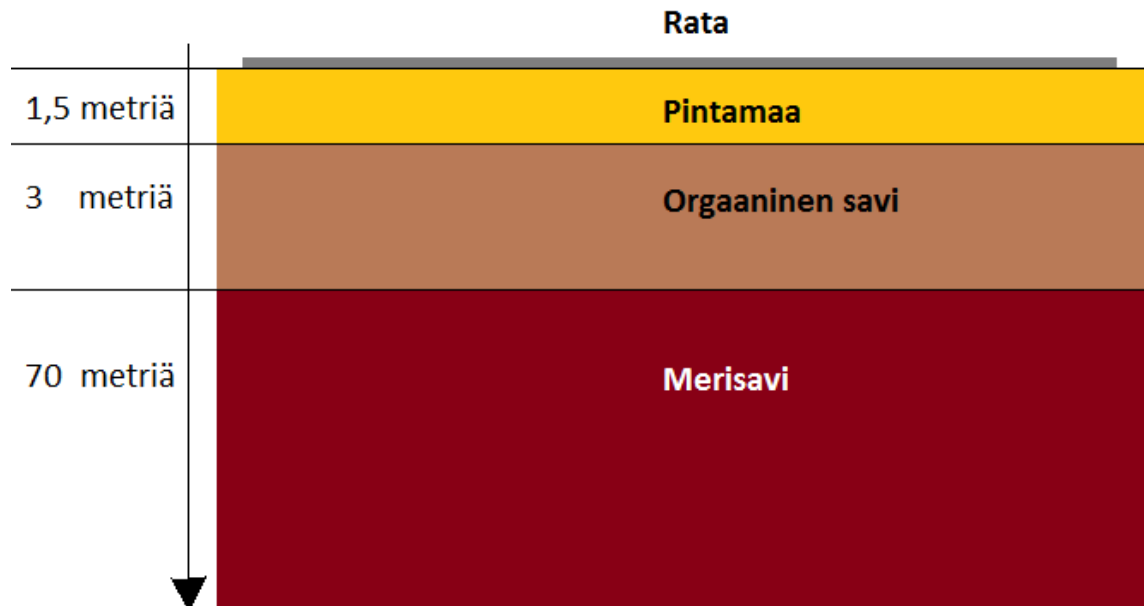 Rata
1,5 metriä
Pintamaa
3 metriä
Orgaaninen savi
70 metriä
Merisavi